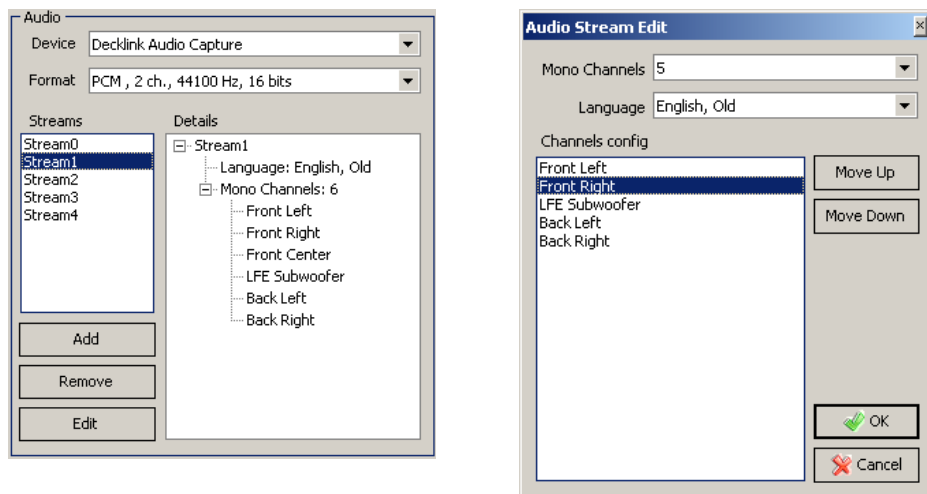 Audio
Device Decklink Audio Capture
Format PCM , 2 ch., 44100 Hz, 16 bits
Streams
Stream0
Stream1
Stream2
Stream3
Stream4
Add
Remove
Edit
Details
Stream1
Language: English, Old
Mono Channels: 6
Front Left
Front Right
Front Center
LFE Subwoofer
Back Left
Back Right
Audio Stream Edit
Mono Channels 5
Language English, Old
Channels config
Front Left
Front Right
LFE Subwoofer
Back Left
Back Right
Move Up
Move Down
OK
Cancel